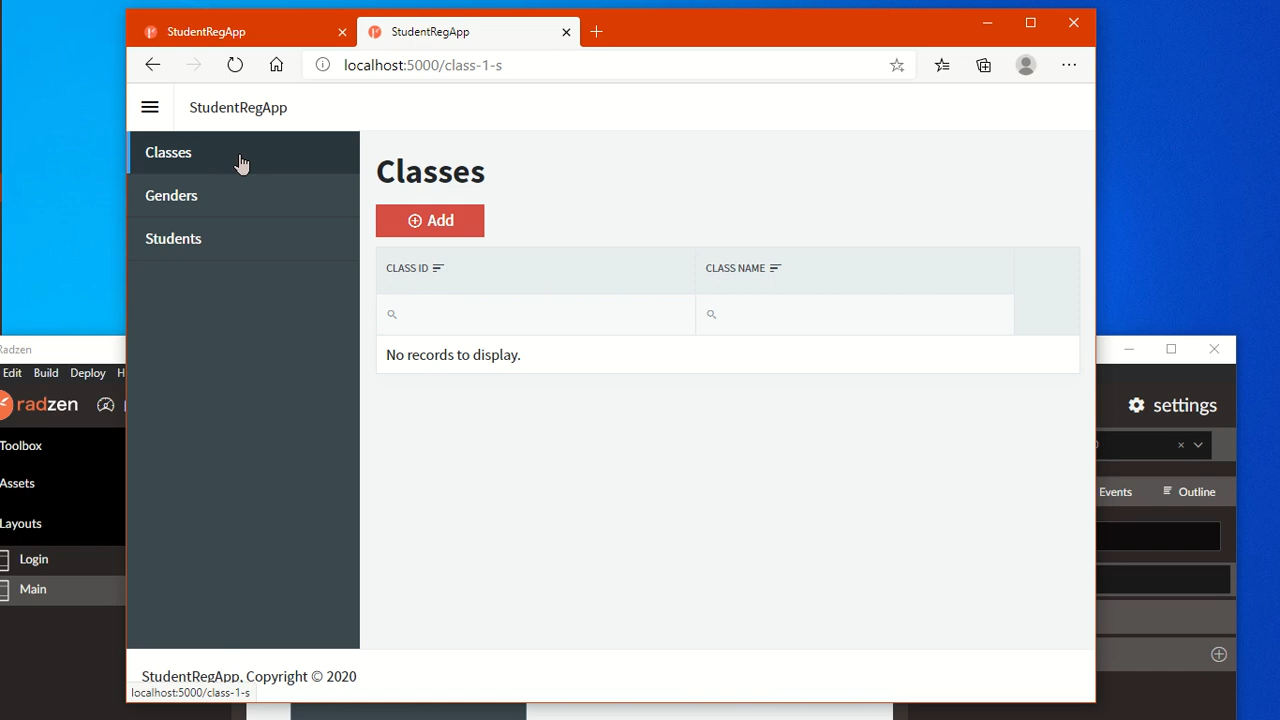 StudentRegApp
StudentRegApp
localhost:5000/class-1-s
StudentRegApp
Classes
Genders
Students
Classes
Add
CLASS ID
CLASS NAME
No records to display.
StudentRegApp, Copyright © 2020
localhost:5000/class-1-s
Radzen
Edit Build Deploy H
radzen
settings
Toolbox
Assets
Layouts
Login
Main
Events
Outline